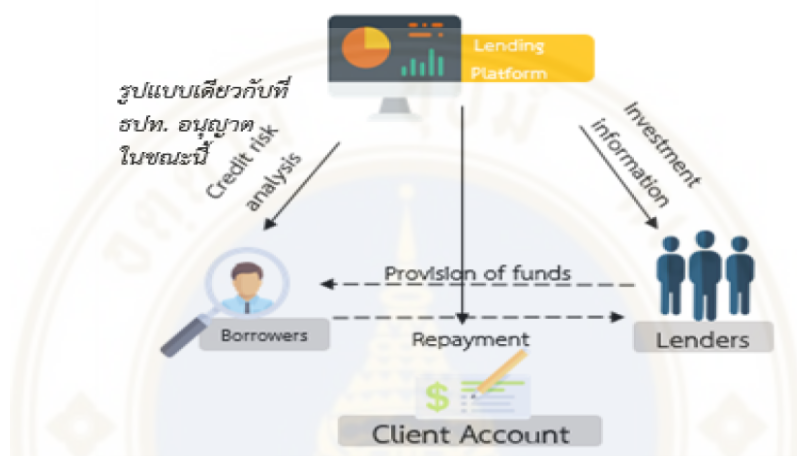 Lending
Platform
รูปแบบเดียวกับที่
ธปท. อนุญาต
ในขณะนี้
Credit risk
analysis
Investment
information
Provision of funds
Borrowers
Repayment
Lenders
$
Client Account